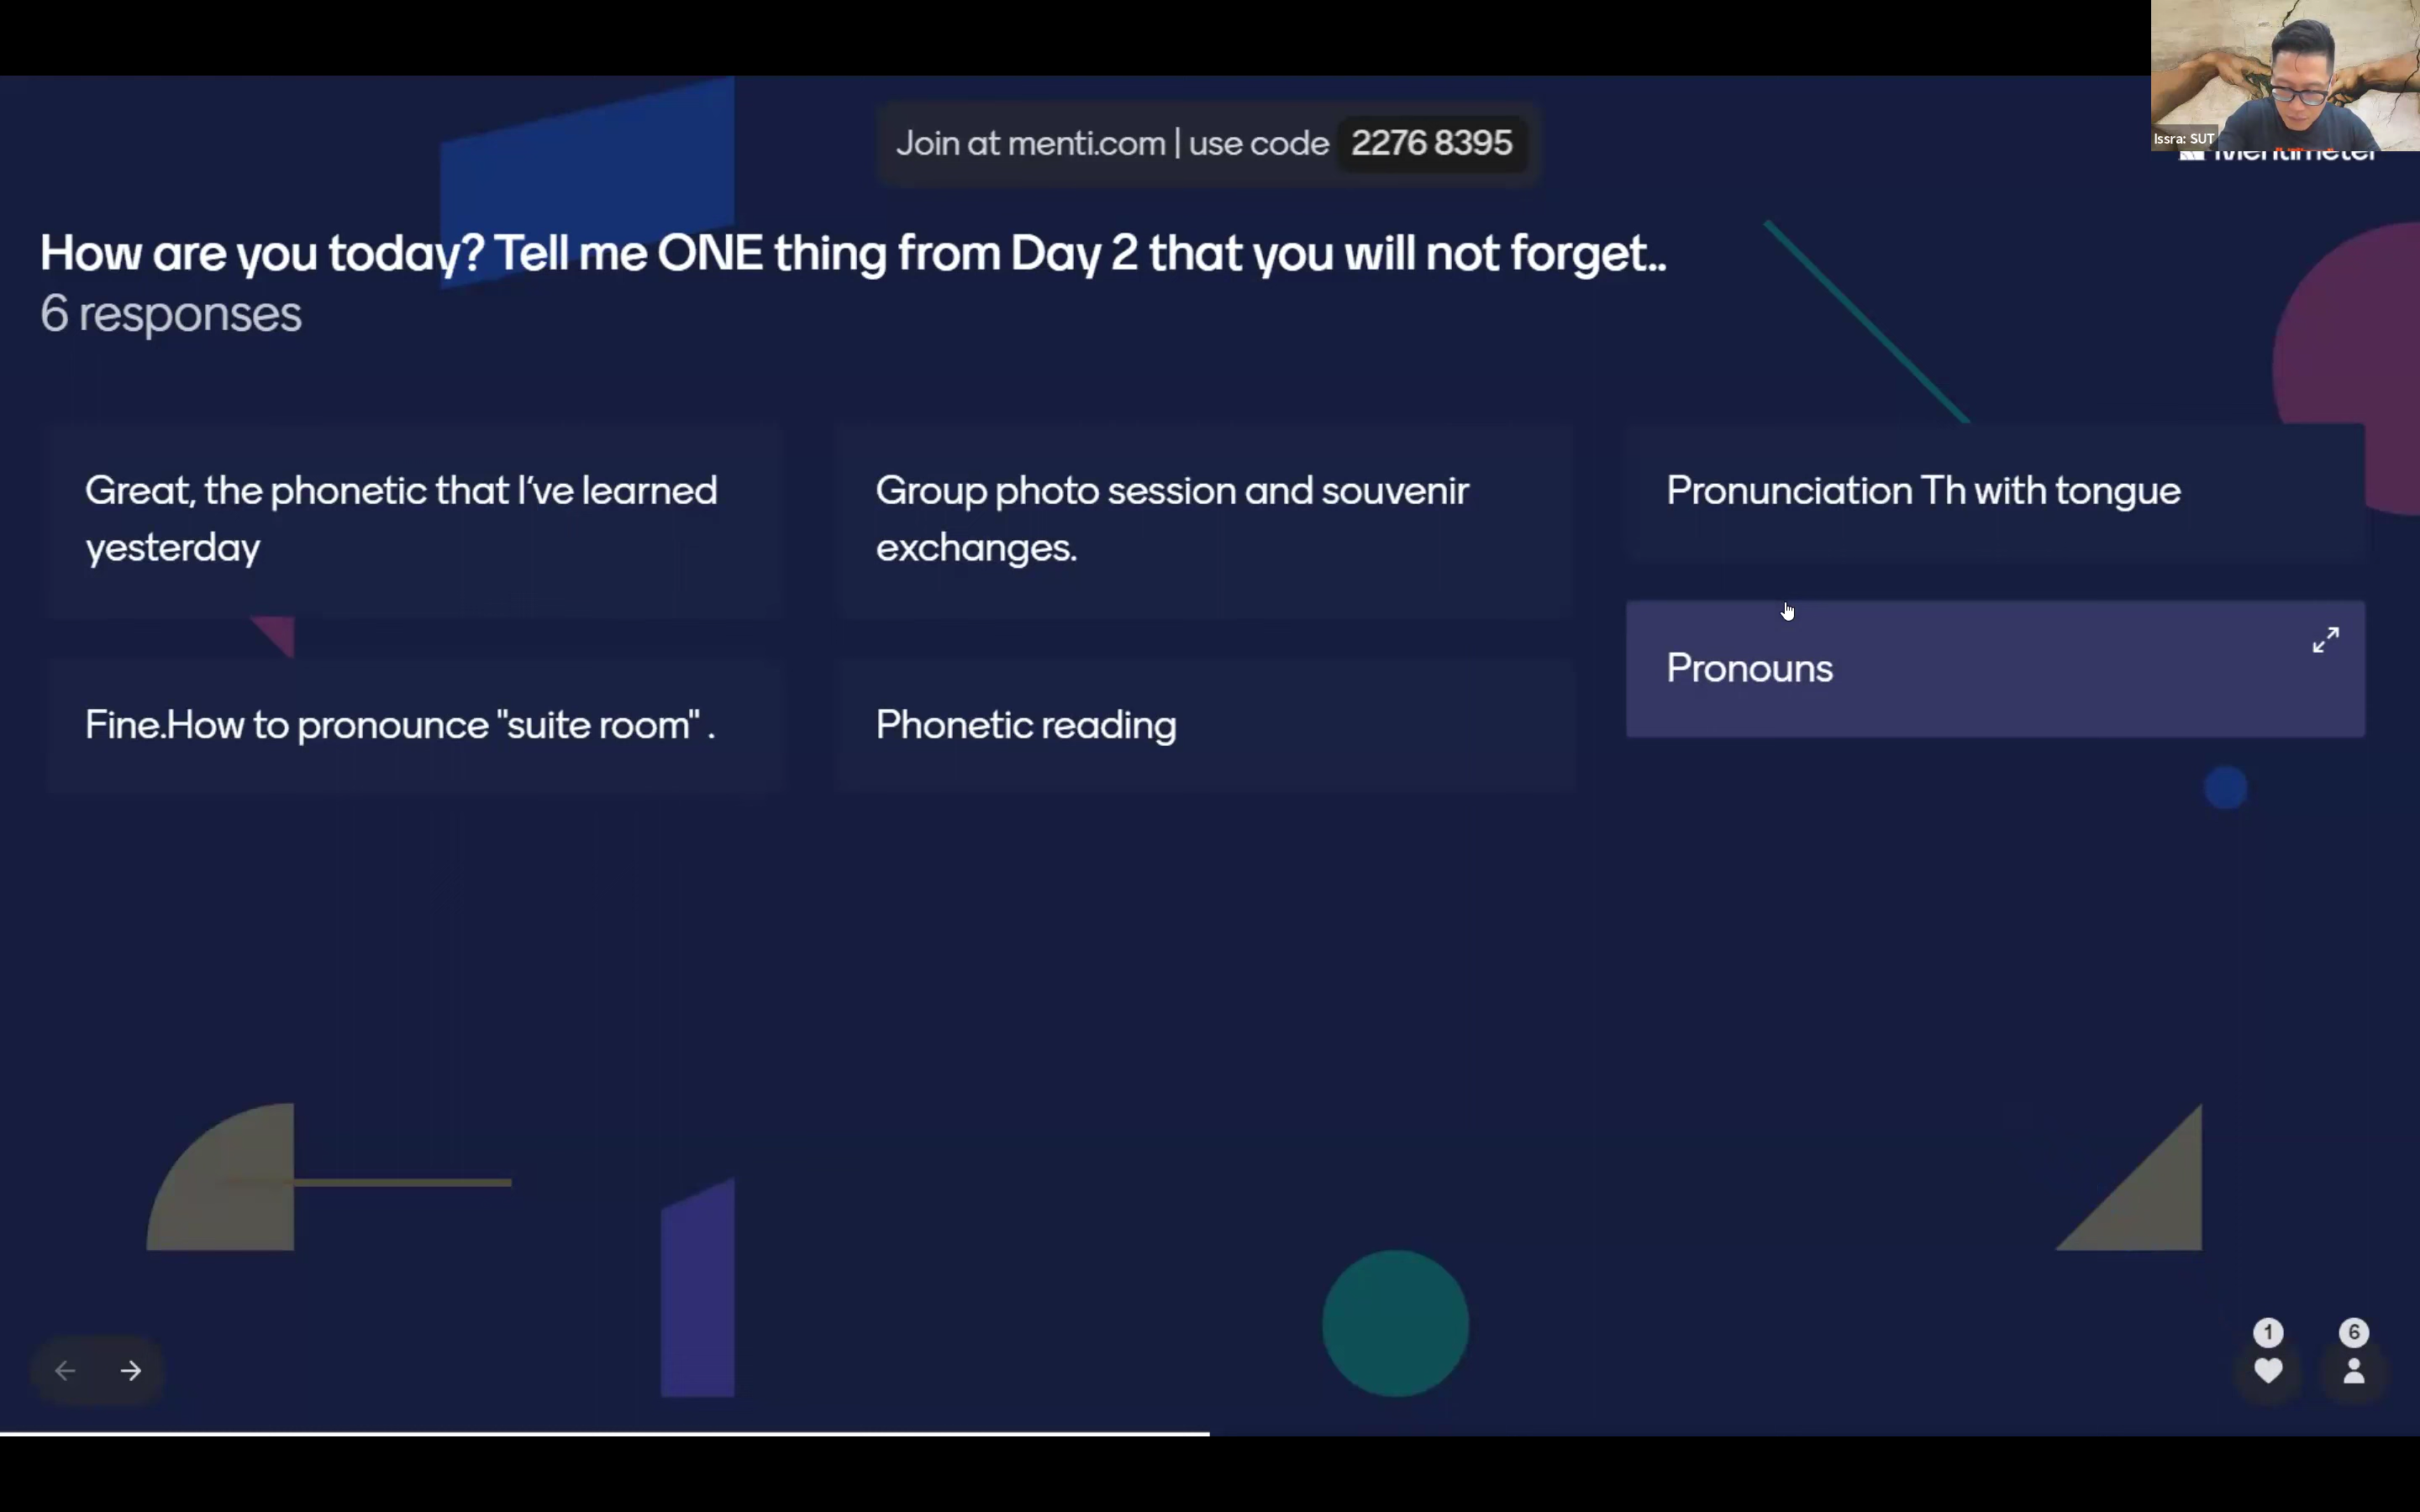 Join at menti.com | use code 2276 8395
Issra: SUT
Mentimeter
How are you today? Tell me ONE thing from Day 2 that you will not forget..
6 responses
Great, the phonetic that I've learned
yesterday
Group photo session and souvenir
exchanges.
Pronunciation Th with tongue
Fine.How to pronounce "suite room" .
Phonetic reading
Pronouns
1
6